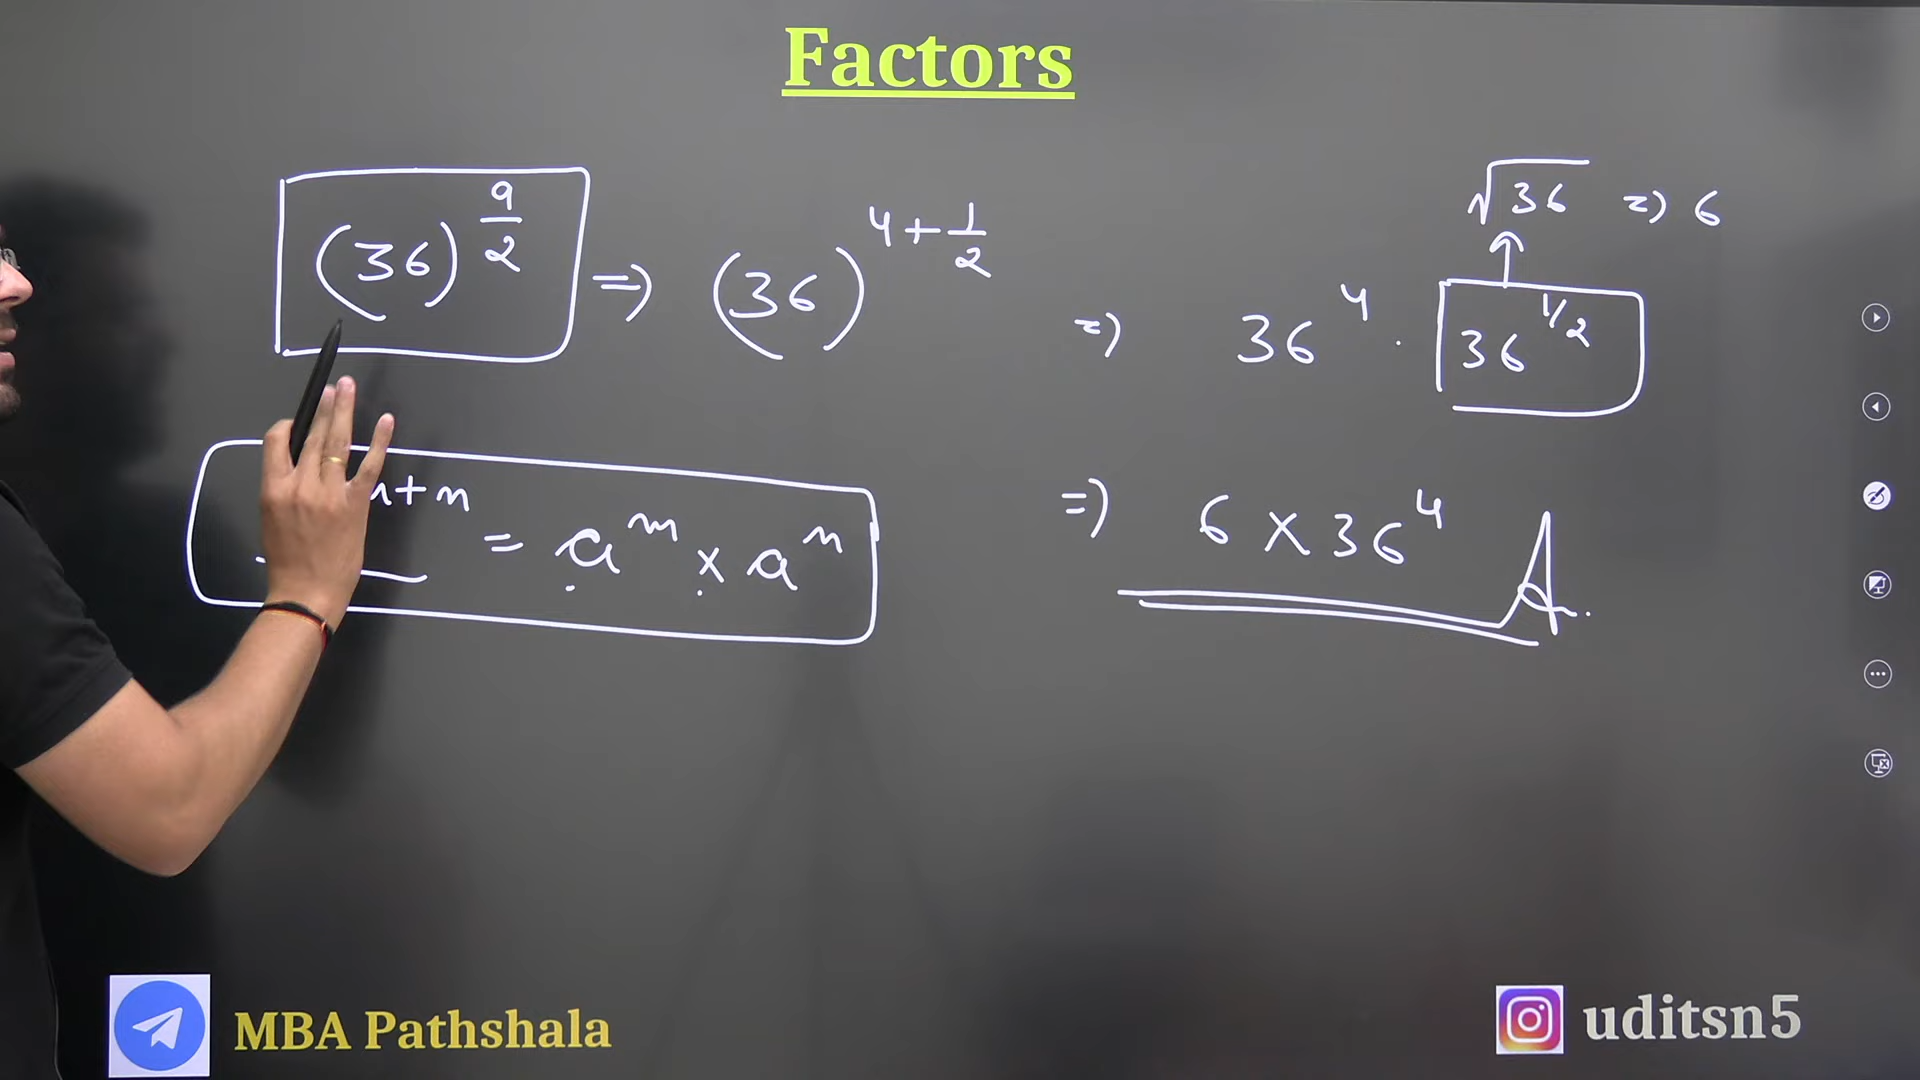 Factors
(36)^(9/2) => (36)^(4+1/2)
√36 => 6
=> 36^4 · 36^(1/2)
+n = a^m × a^n
=> 6 × 36^4 A.
MBA Pathshala
uditsn5